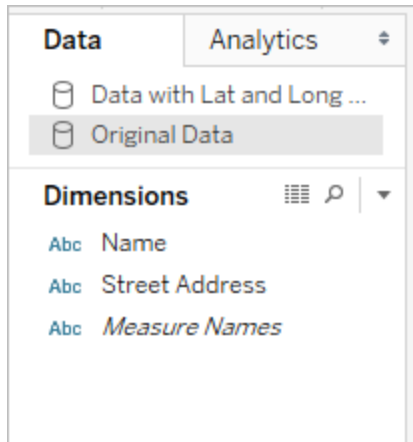 Data Analytics
Data with Lat and Long ...
Original Data
Dimensions
Abc Name
Abc Street Address
Abc Measure Names